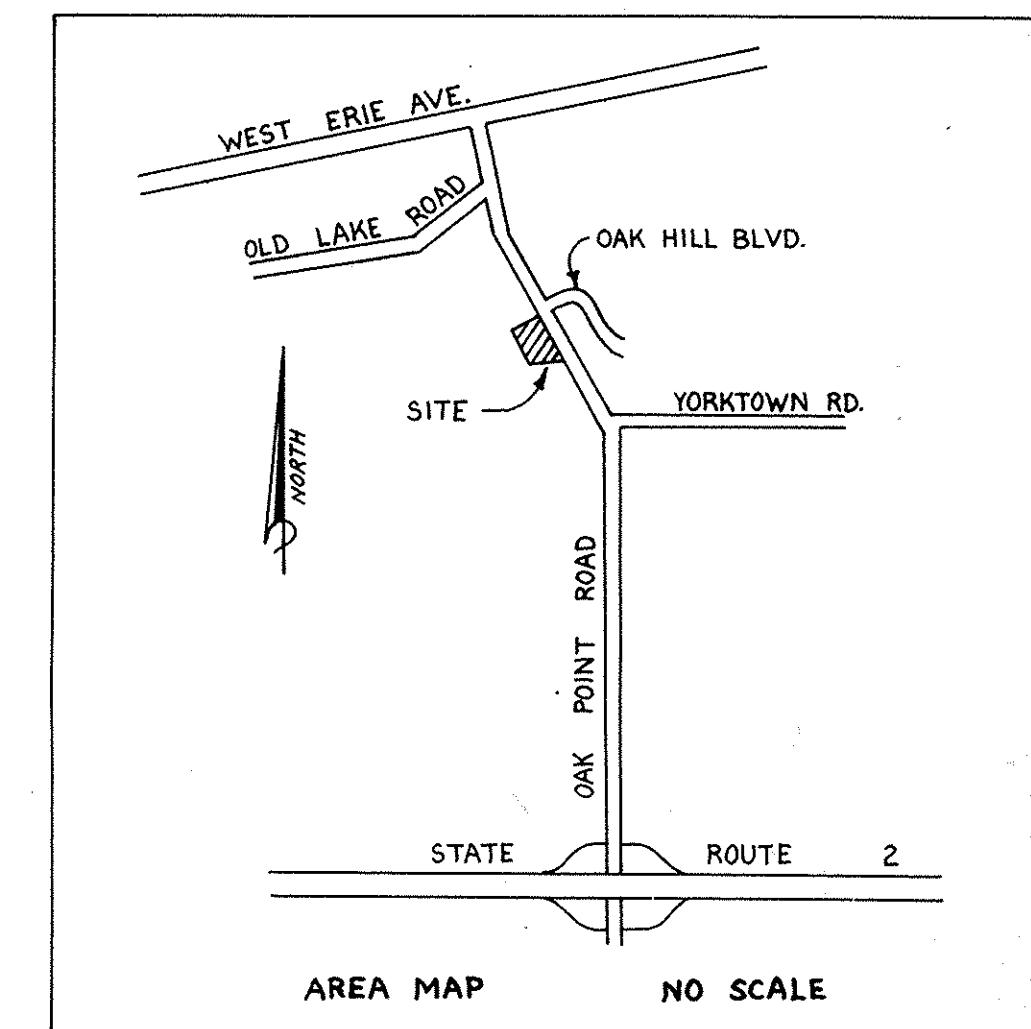 WEST ERIE AVE.
OLD LAKE ROAD
OAK HILL BLVD.
SITE
YORKTOWN RD.
NORTH
OAK POINT ROAD
STATE ROUTE 2
AREA MAP NO SCALE